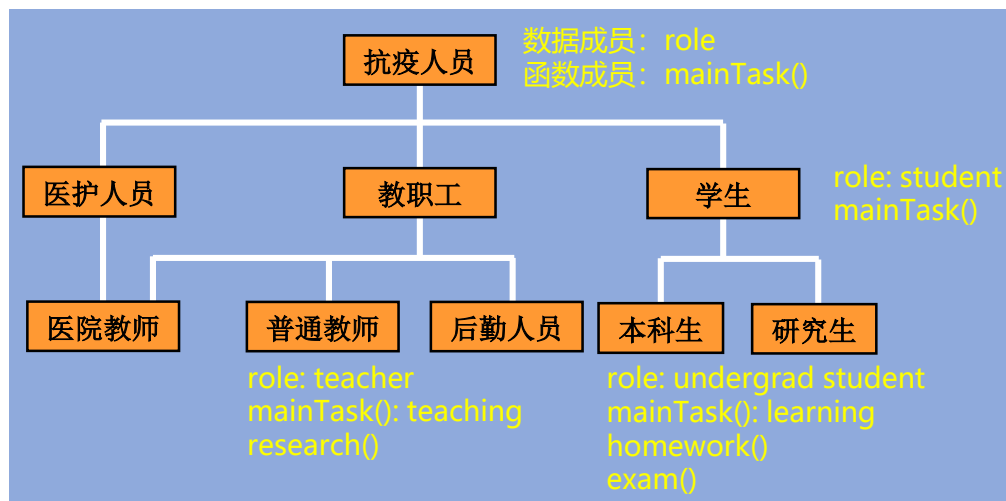 抗疫人员
数据成员：role
函数成员：mainTask()
医护人员
教职工
学生
role: student
mainTask()
医院教师
普通教师
后勤人员
本科生
研究生
role: teacher
mainTask(): teaching
research()
role: undergrad student
mainTask(): learning
homework()
exam()